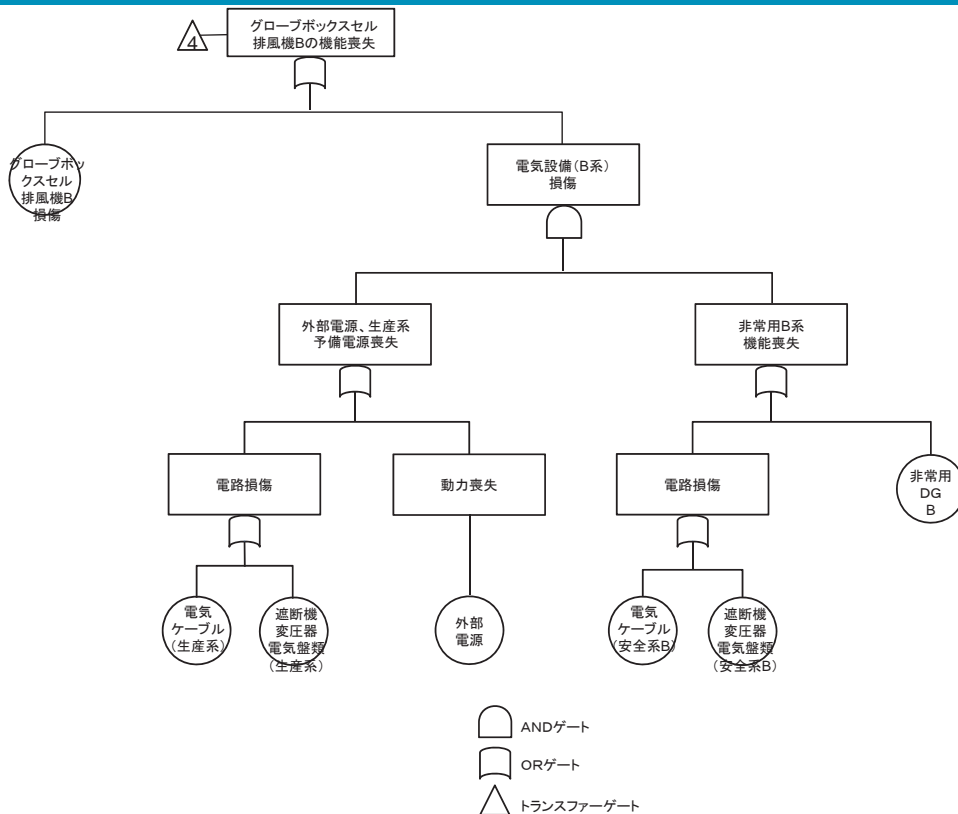 4
グローブボックスセル
排風機Bの機能喪失
グローブボッ
クスセル
排風機B
損傷
電気設備(B系)
損傷
外部電源、生産系
予備電源喪失
非常用B系
機能喪失
電路損傷
動力喪失
電路損傷
非常用
DG
B
電気
ケーブル
(生産系)
遮断機
変圧器
電気盤類
(生産系)
外部
電源
電気
ケーブル
(安全系B)
遮断機
変圧器
電気盤類
(安全系B)
ANDゲート
ORゲート
トランスファーゲート